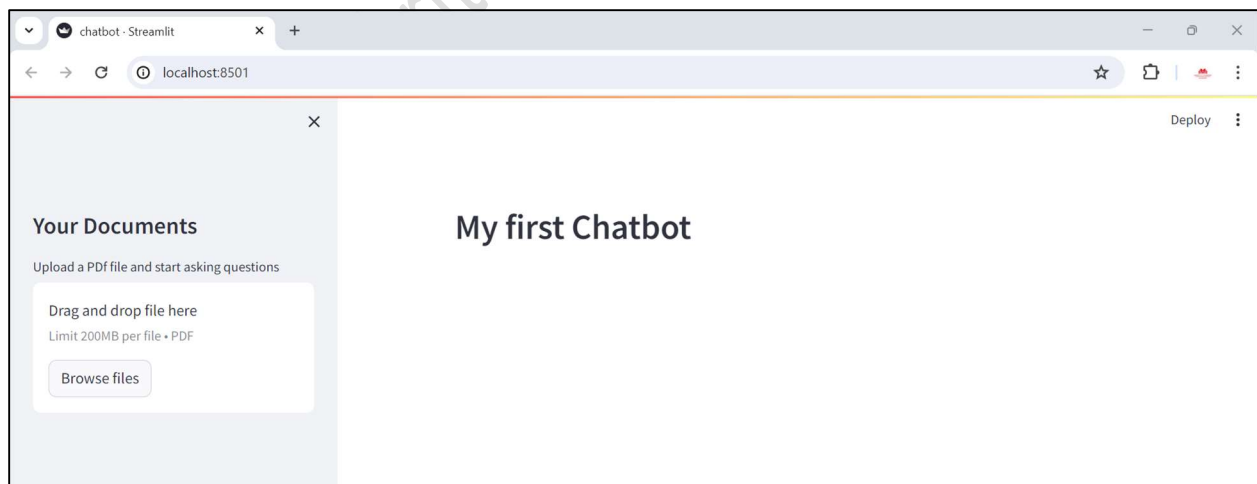 chatbot · Streamlit
localhost:8501
Deploy
Your Documents
My first Chatbot
Upload a PDf file and start asking questions
Drag and drop file here
Limit 200MB per file • PDF
Browse files